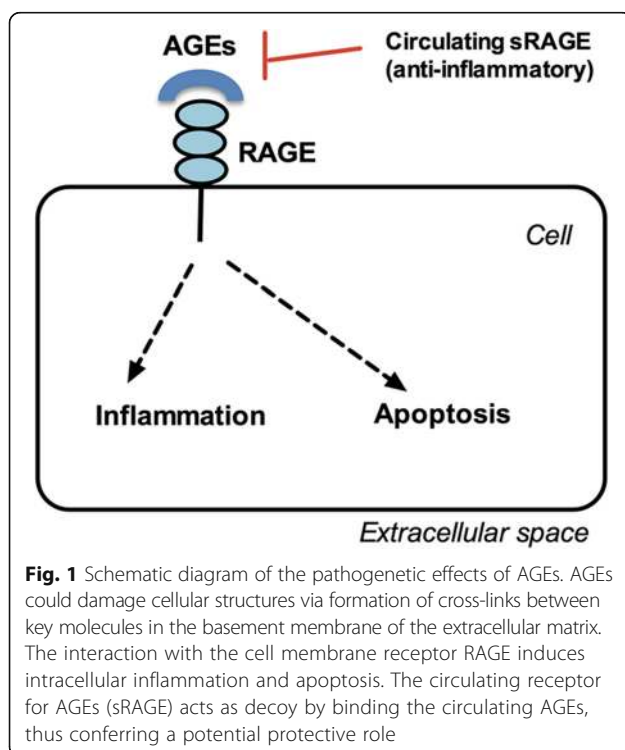 AGEs
Circulating sRAGE
(anti-inflammatory)
RAGE
Cell
Inflammation
Apoptosis
Extracellular space
Fig. 1 Schematic diagram of the pathogenetic effects of AGEs. AGEs
could damage cellular structures via formation of cross-links between
key molecules in the basement membrane of the extracellular matrix.
The interaction with the cell membrane receptor RAGE induces
intracellular inflammation and apoptosis. The circulating receptor
for AGEs (sRAGE) acts as decoy by binding the circulating AGEs,
thus conferring a potential protective role